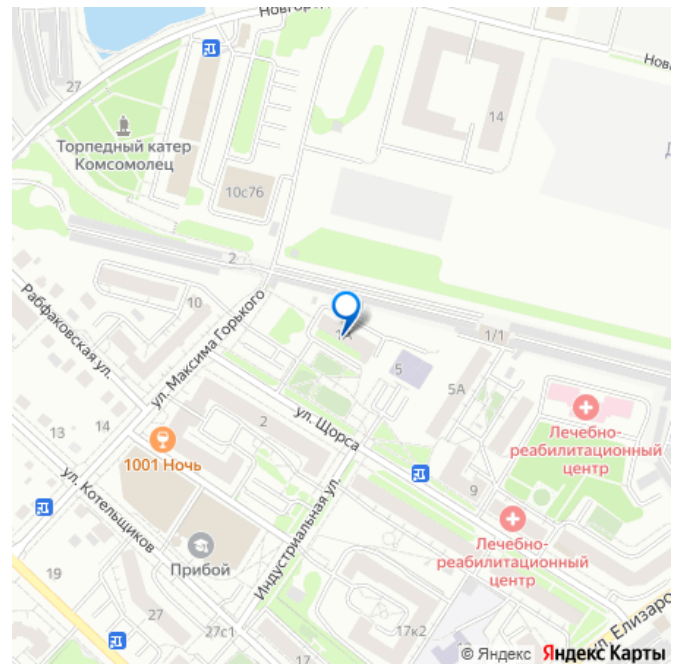 Новгоро
Нов
27
14
Торпедный катер
Комсомолец
10с76
2
Рабфаковская ул.
10
ул. Максима Горького
1А
1/1
5
5А
ул. Щорса
2
13
14
1001 Ночь
Лечебно-
реабилитационный
центр
ул. Котельщиков
Индустриальная ул.
9
Лечебно-
реабилитационный
центр
Прибой
19
27
27с1
17
17к2
ул. Елизаро
© Яндекс Яндекс Карты